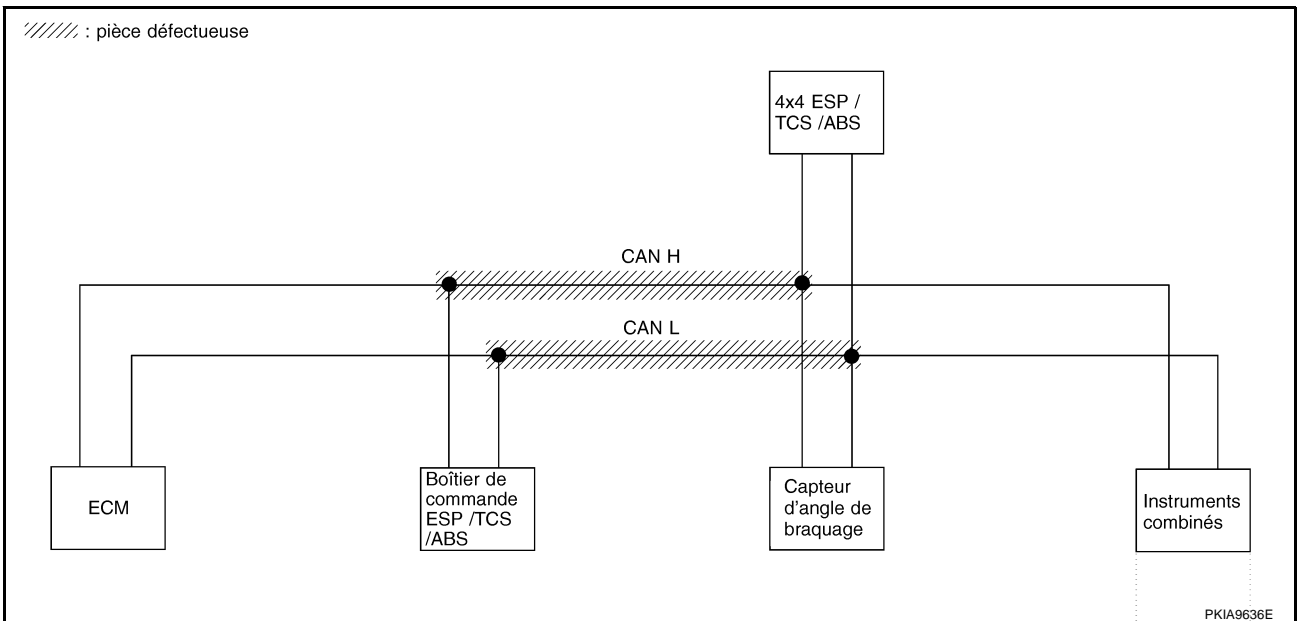 : pièce défectueuse
4x4 ESP /
TCS /ABS
CAN H
CAN L
ECM
Boîtier de
commande
ESP /TCS
/ABS
Capteur
d'angle de
braquage
Instruments
combinés
PKIA9636E